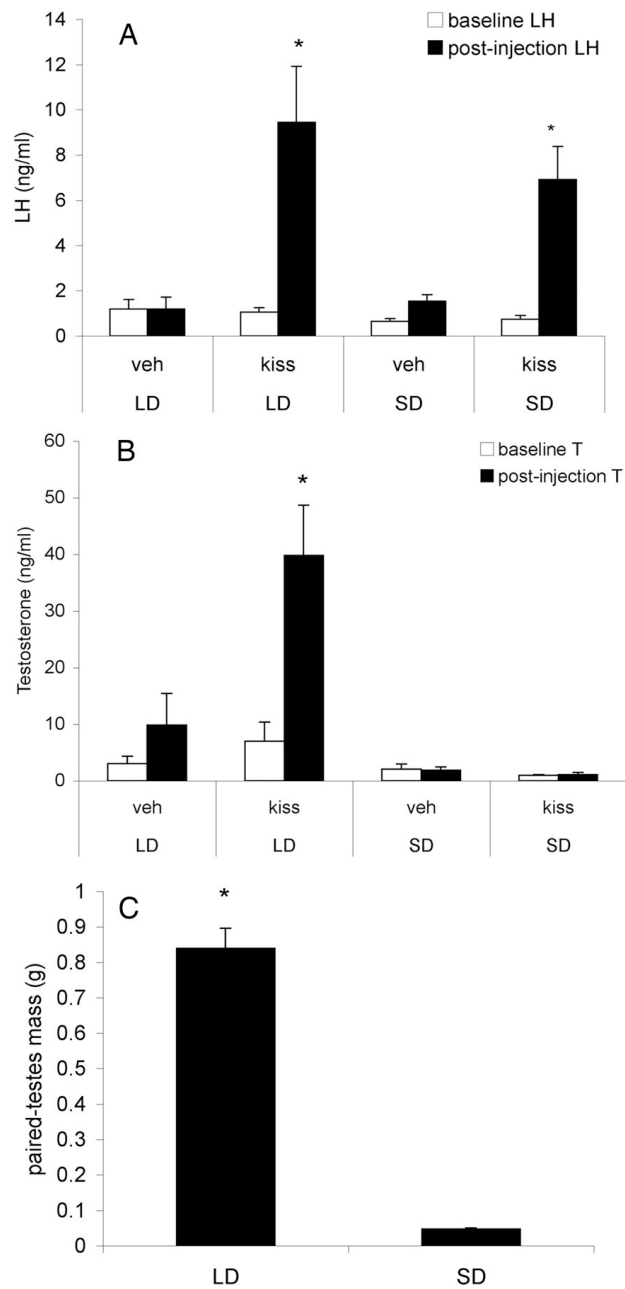 A
baseline LH
post-injection LH
LH (ng/ml)
14
12
10
8
6
4
2
0
*
*
veh kiss veh kiss
LD LD SD SD
B
baseline T
post-injection T
Testosterone (ng/ml)
60
50
40
30
20
10
0
*
veh kiss veh kiss
LD LD SD SD
C
paired-testes mass (g)
1
0.9
0.8
0.7
0.6
0.5
0.4
0.3
0.2
0.1
0
*
LD SD